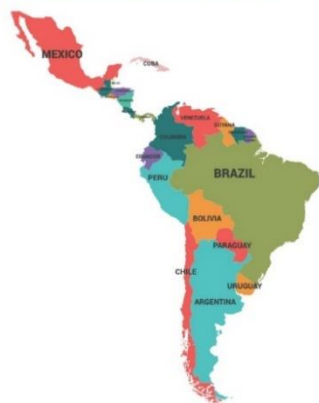 MEXICO
CUBA
VENEZUELA
GUYANA
COLOMBIA
ECUADOR
PERU
BRAZIL
BOLIVIA
PARAGUAY
CHILE
URUGUAY
ARGENTINA